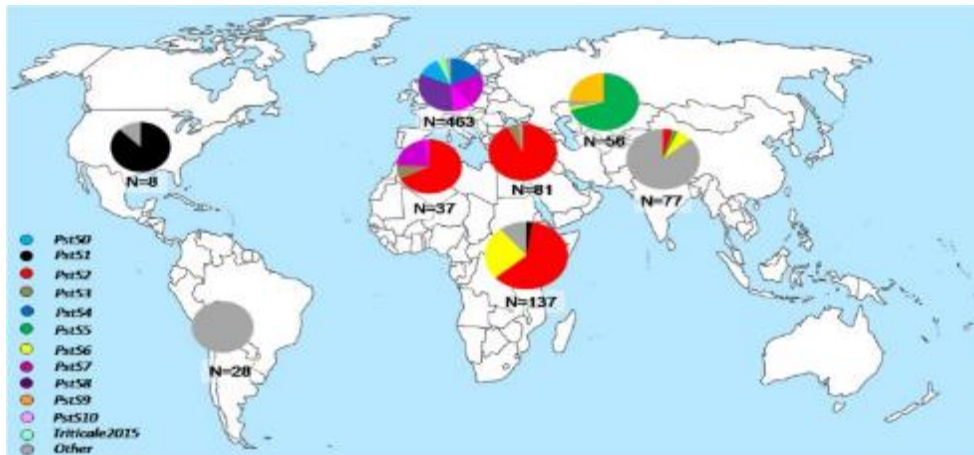 N=463
N=56
N=8
N=37
N=81
N=77
N=137
N=28
PstS0
PstS1
PstS2
PstS3
PstS4
PstS5
PstS6
PstS7
PstS8
PstS9
PstS10
Triticale2015
Other